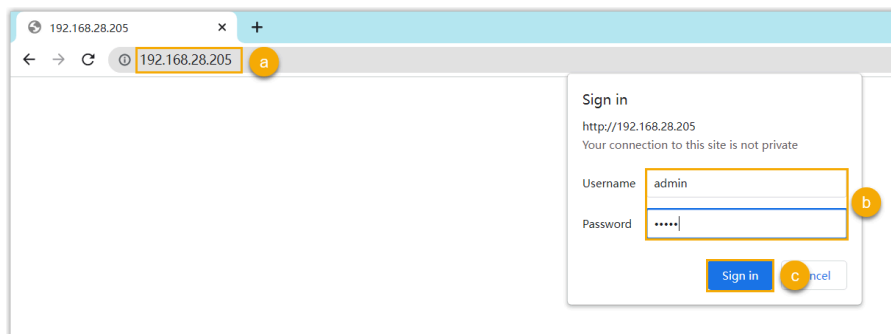 192.168.28.205
192.168.28.205
a
Sign in
http://192.168.28.205
Your connection to this site is not private
Username admin
b
Password •••••
Sign in
c
ncel